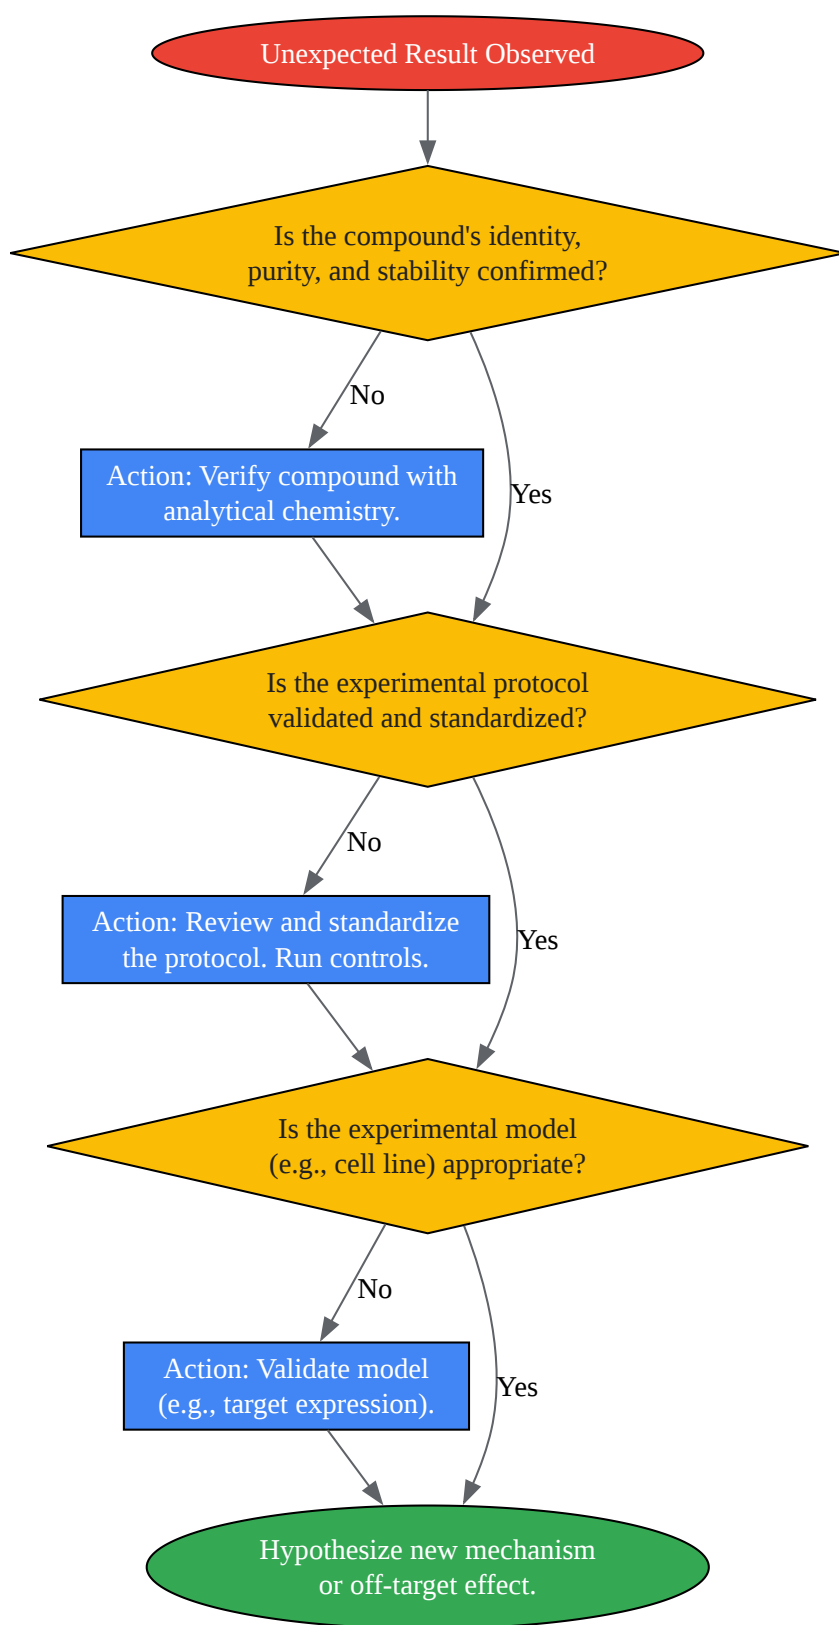 Unexpected Result Observed
Is the compound's identity,
purity, and stability confirmed?
No
Action: Verify compound with
analytical chemistry.
Yes
Is the experimental protocol
validated and standardized?
No
Action: Review and standardize
the protocol. Run controls.
Yes
Is the experimental model
(e.g., cell line) appropriate?
No
Action: Validate model
(e.g., target expression).
Yes
Hypothesize new mechanism
or off-target effect.